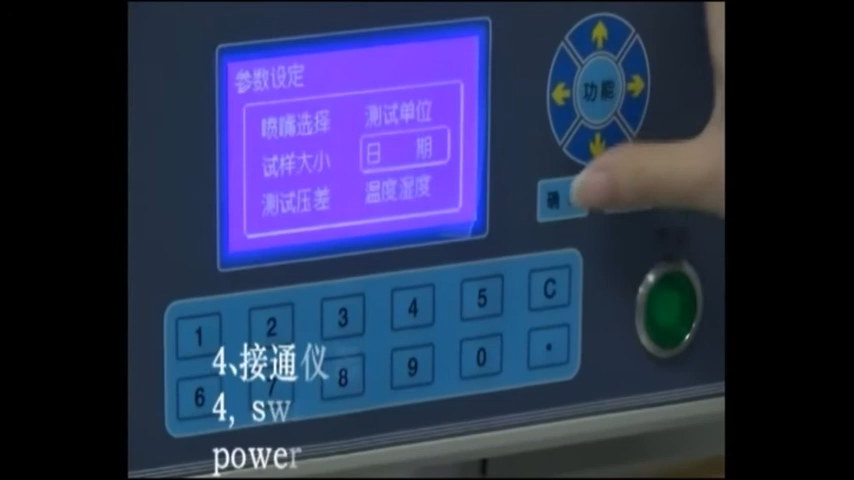 参数设定
喷嘴选择 测试单位
试样大小 日 期
测试压差 温度湿度
功能
确
1 2 3 4 5 C
6 7 8 9 0 .
4、接通仪
4, sw
power